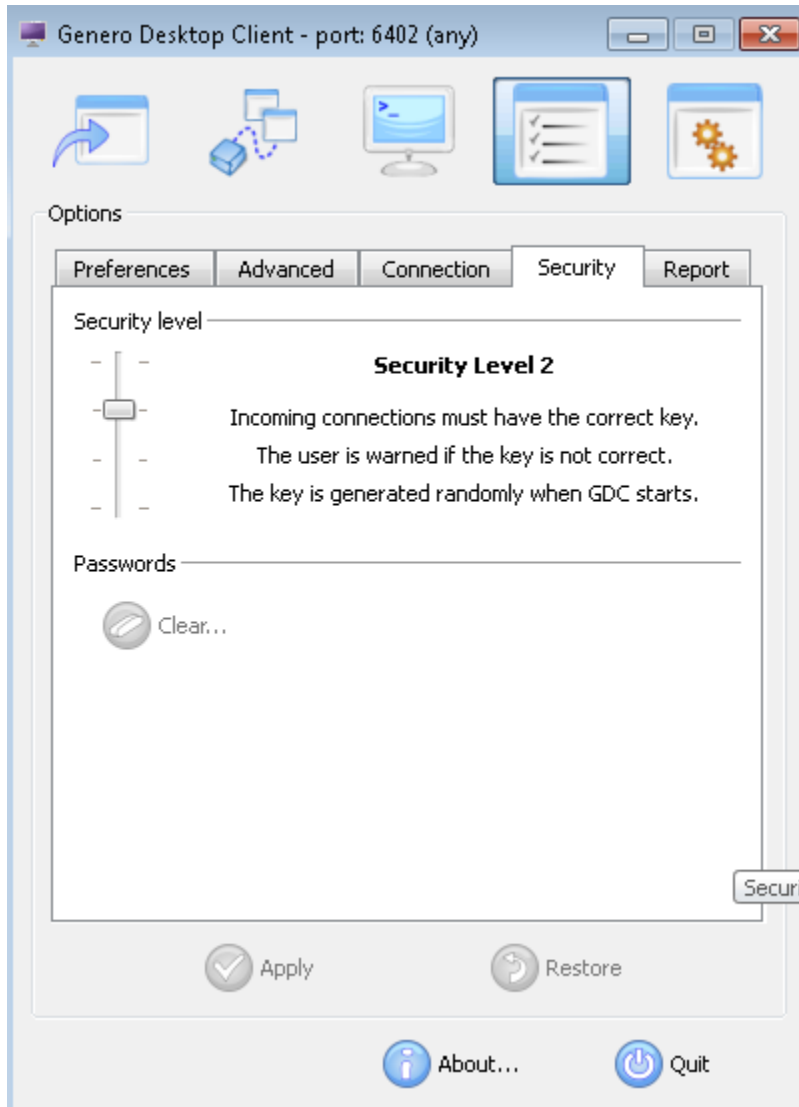 Genero Desktop Client - port: 6402 (any)
Options
Preferences Advanced Connection Security Report
Security level
Security Level 2
Incoming connections must have the correct key.
The user is warned if the key is not correct.
The key is generated randomly when GDC starts.
Passwords
Clear...
Securi
Apply Restore
About... Quit